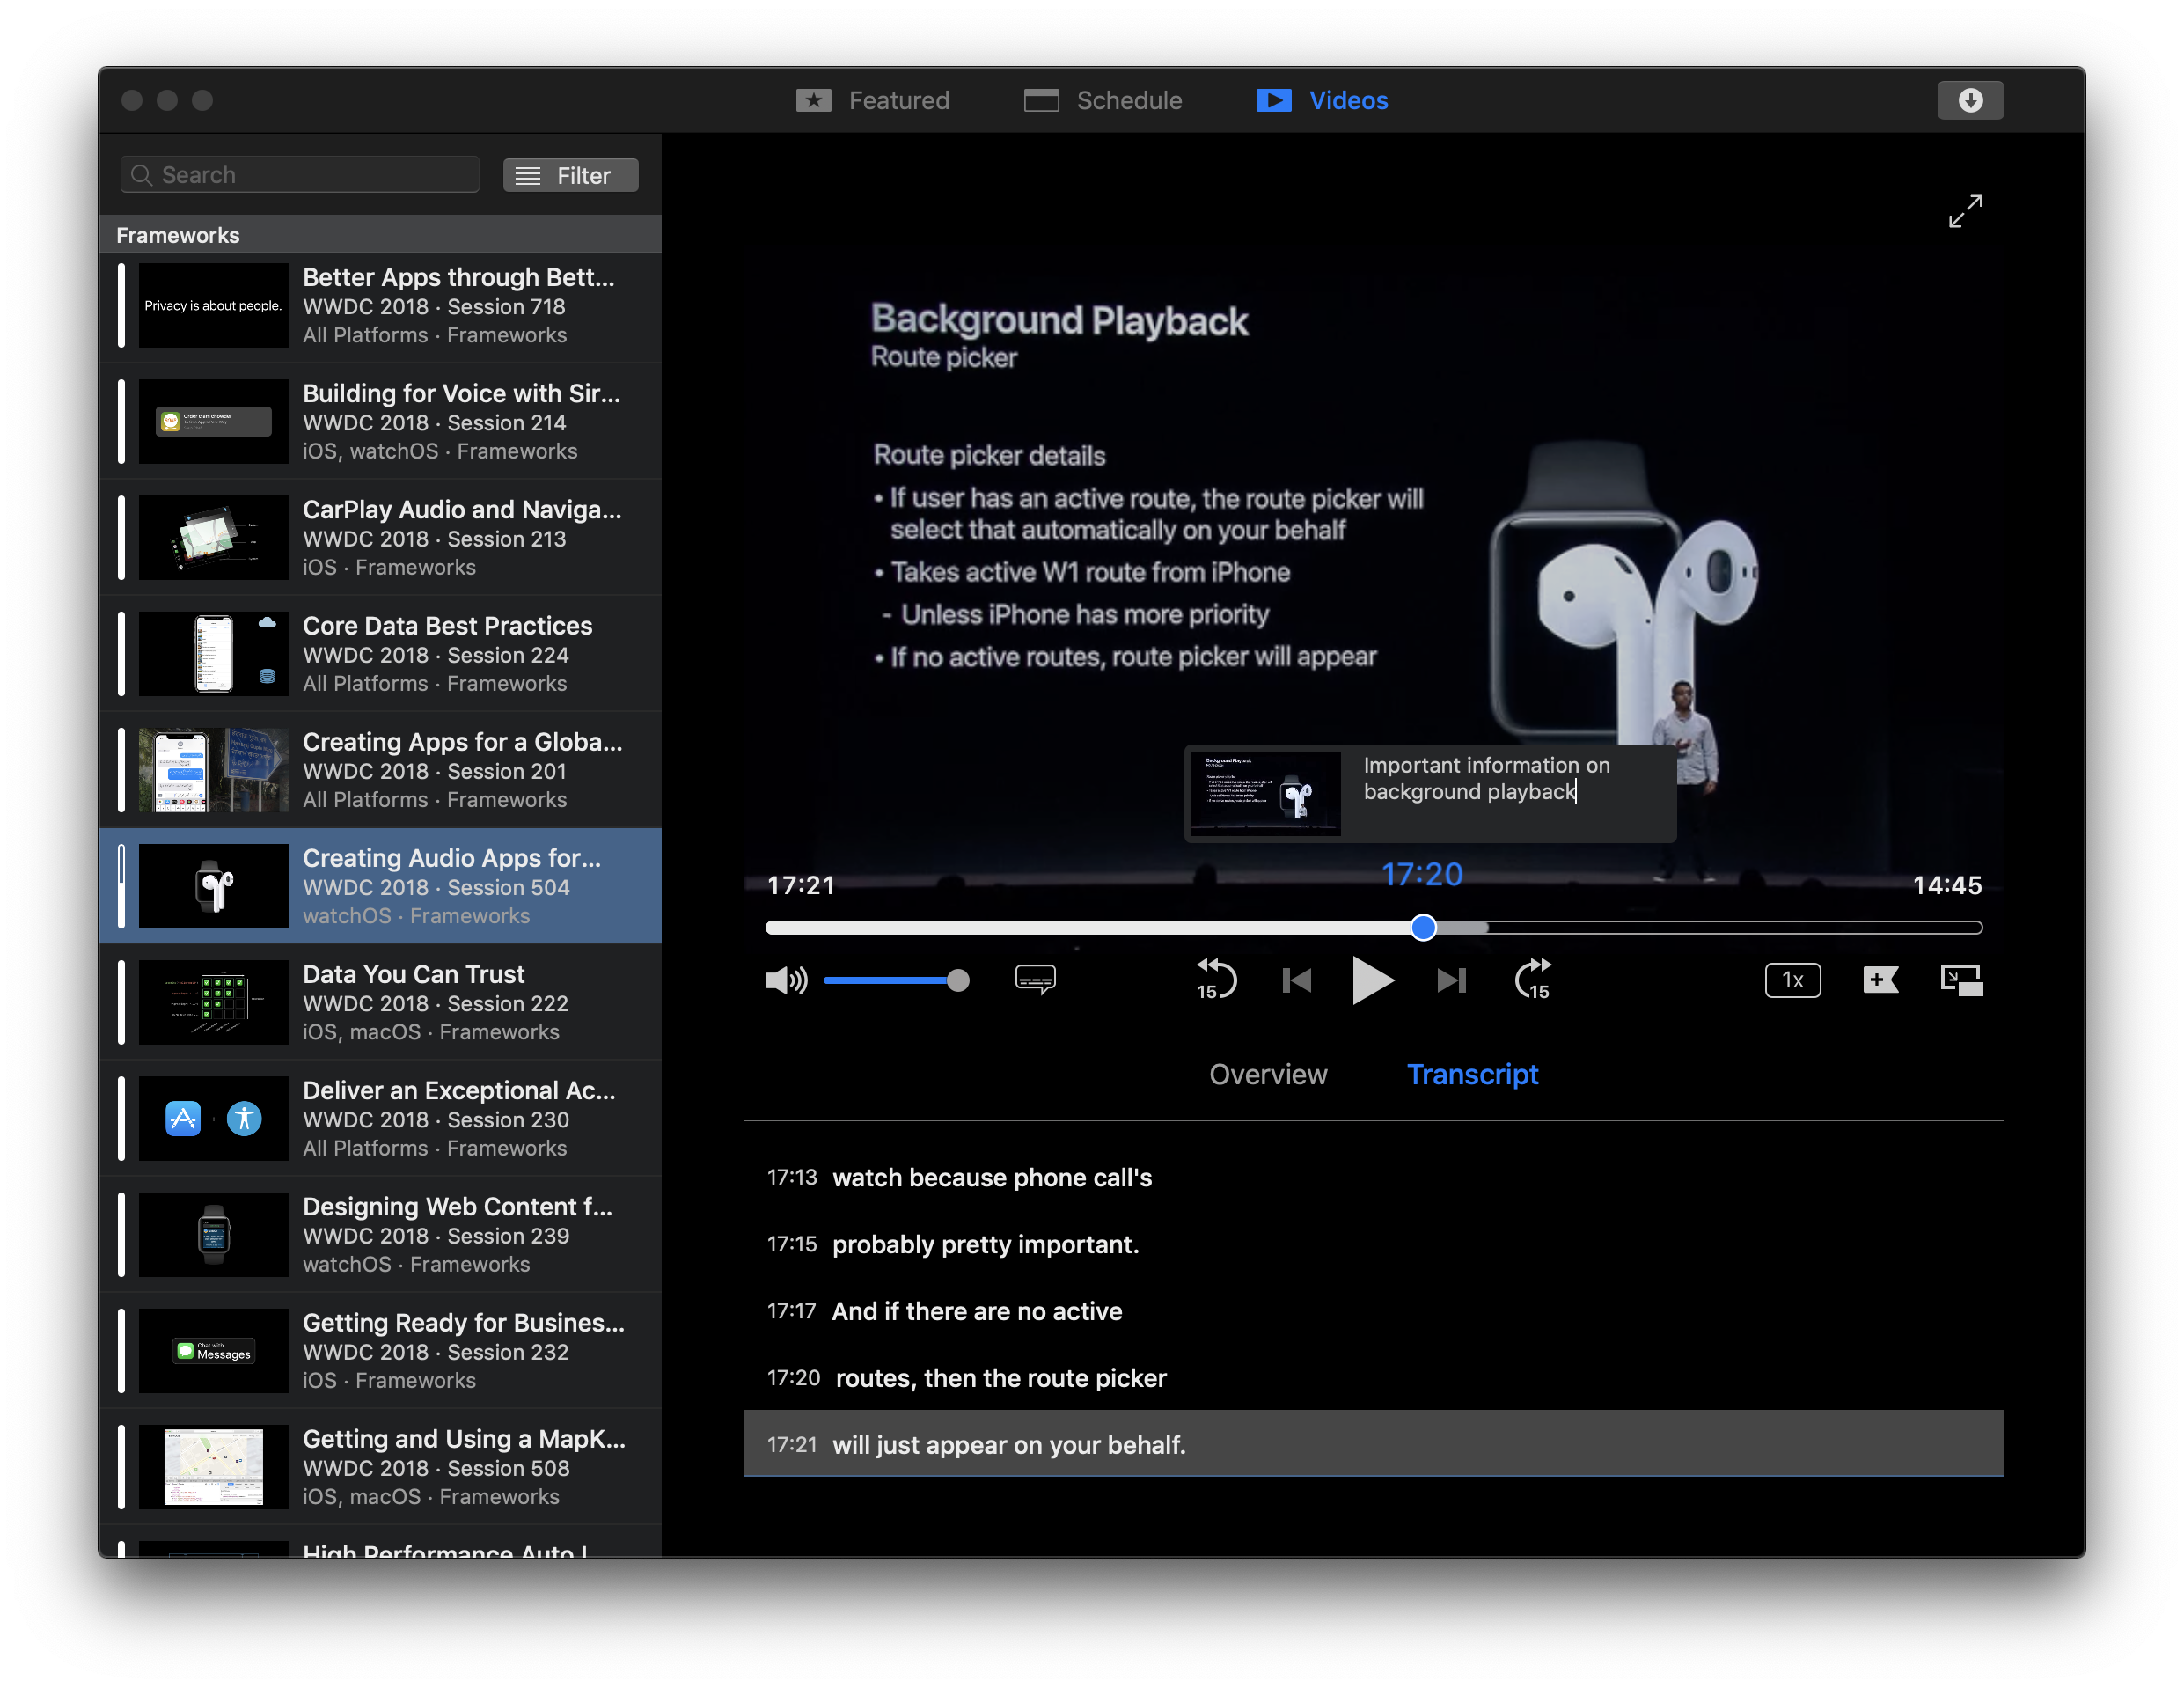 Featured
Schedule
Videos
Search
Filter
Frameworks
Privacy is about people.
Better Apps through Bett...
WWDC 2018 · Session 718
All Platforms · Frameworks
Order clam chowder
Building for Voice with Sir...
WWDC 2018 · Session 214
iOS, watchOS · Frameworks
CarPlay Audio and Naviga...
WWDC 2018 · Session 213
iOS · Frameworks
Core Data Best Practices
WWDC 2018 · Session 224
All Platforms · Frameworks
Creating Apps for a Globa...
WWDC 2018 · Session 201
All Platforms · Frameworks
Creating Audio Apps for...
WWDC 2018 · Session 504
watchOS · Frameworks
Data You Can Trust
WWDC 2018 · Session 222
iOS, macOS · Frameworks
Deliver an Exceptional Ac...
WWDC 2018 · Session 230
All Platforms · Frameworks
Designing Web Content f...
WWDC 2018 · Session 239
watchOS · Frameworks
Chat with
Messages
Getting Ready for Busines...
WWDC 2018 · Session 232
iOS · Frameworks
Getting and Using a MapK...
WWDC 2018 · Session 508
iOS, macOS · Frameworks
High Performance Auto L
Background Playback
Route picker
Route picker details
• If user has an active route, the route picker will
select that automatically on your behalf
• Takes active W1 route from iPhone
- Unless iPhone has more priority
• If no active routes, route picker will appear
Background Playback
Important information on
background playback
17:21
17:20
14:45
15
15
1x
Overview
Transcript
17:13 watch because phone call's
17:15 probably pretty important.
17:17 And if there are no active
17:20 routes, then the route picker
17:21 will just appear on your behalf.